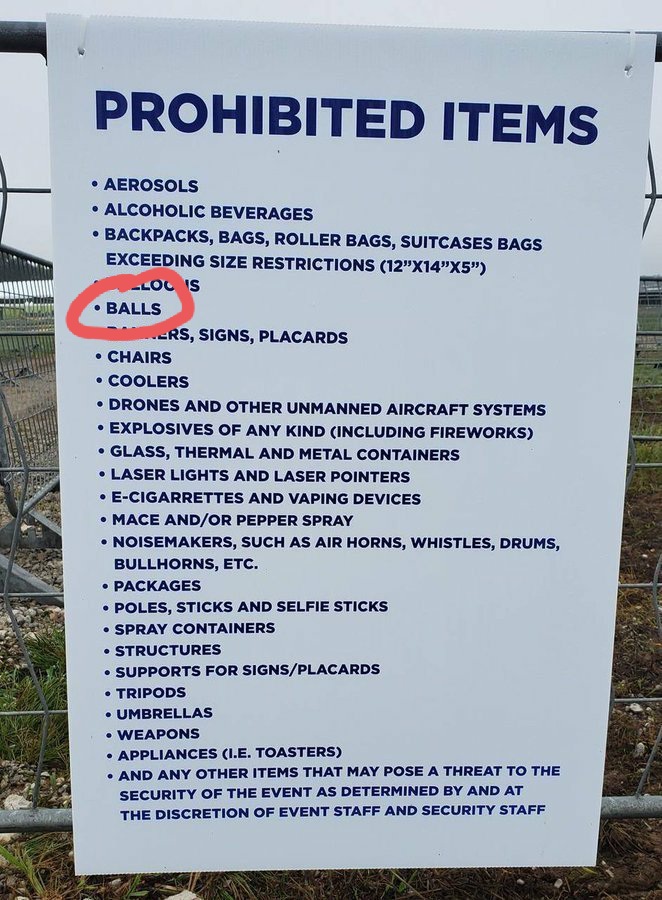 PROHIBITED ITEMS
• AEROSOLS
• ALCOHOLIC BEVERAGES
• BACKPACKS, BAGS, ROLLER BAGS, SUITCASES BAGS
EXCEEDING SIZE RESTRICTIONS (12”X14”X5”)
• BALLS
SIGNS, PLACARDS
• CHAIRS
• COOLERS
• DRONES AND OTHER UNMANNED AIRCRAFT SYSTEMS
• EXPLOSIVES OF ANY KIND (INCLUDING FIREWORKS)
• GLASS, THERMAL AND METAL CONTAINERS
• LASER LIGHTS AND LASER POINTERS
• E-CIGARRETTES AND VAPING DEVICES
• MACE AND/OR PEPPER SPRAY
• NOISEMAKERS, SUCH AS AIR HORNS, WHISTLES, DRUMS,
BULLHORNS, ETC.
• PACKAGES
• POLES, STICKS AND SELFIE STICKS
• SPRAY CONTAINERS
• STRUCTURES
• SUPPORTS FOR SIGNS/PLACARDS
• TRIPODS
• UMBRELLAS
• WEAPONS
• APPLIANCES (I.E. TOASTERS)
• AND ANY OTHER ITEMS THAT MAY POSE A THREAT TO THE
SECURITY OF THE EVENT AS DETERMINED BY AND AT
THE DISCRETION OF EVENT STAFF AND SECURITY STAFF